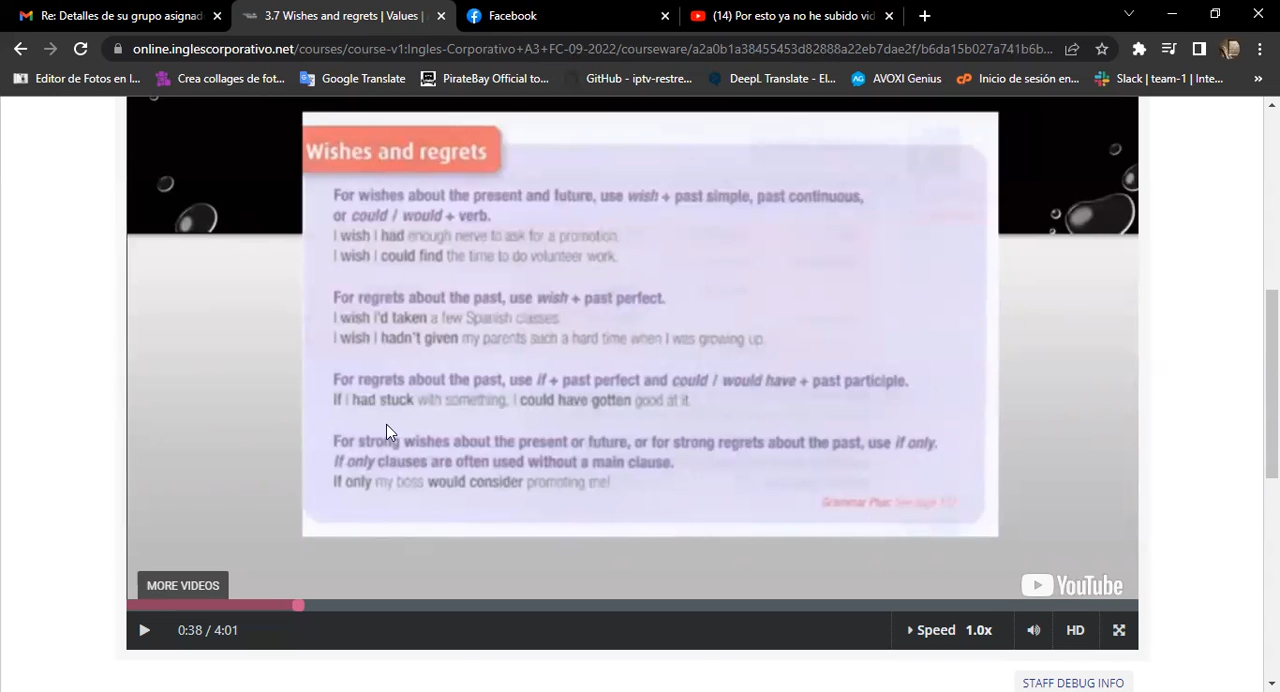 Re: Detalles de su grupo asignad
3.7 Wishes and regrets | Values |
Facebook
(14) Por esto ya no he subido vid
online.inglescorporativo.net/courses/course-v1:Ingles-Corporativo+A3+FC-09-2022/courseware/a2a0b1a38455453d82888a22eb7dae2f/b6da15b027a741b6b...
Editor de Fotos en l...
Crea collages de fot...
Google Translate
PirateBay Official to...
GitHub - iptv-restre...
DeepL Translate - El...
AVOXI Genius
Inicio de sesión en...
Slack | team-1 | Inte...
Wishes and regrets
For wishes about the present and future, use wish + past simple, past continuous,
or could / would + verb.
I wish I had enough nerve to ask for a promotion.
I wish I could find the time to do volunteer work.
For regrets about the past, use wish + past perfect.
I wish I'd taken a few Spanish classes.
I wish I hadn't given my parents such a hard time when I was growing up.
For regrets about the past, use if + past perfect and could / would have + past participle.
If I had stuck with something, I could have gotten good at it.
For strong wishes about the present or future, or for strong regrets about the past, use if only.
If only clauses are often used without a main clause.
If only my boss would consider promoting me!
Grammar Plus: See page
MORE VIDEOS
YouTube
0:38 / 4:01
Speed 1.0x
HD
STAFF DEBUG INFO